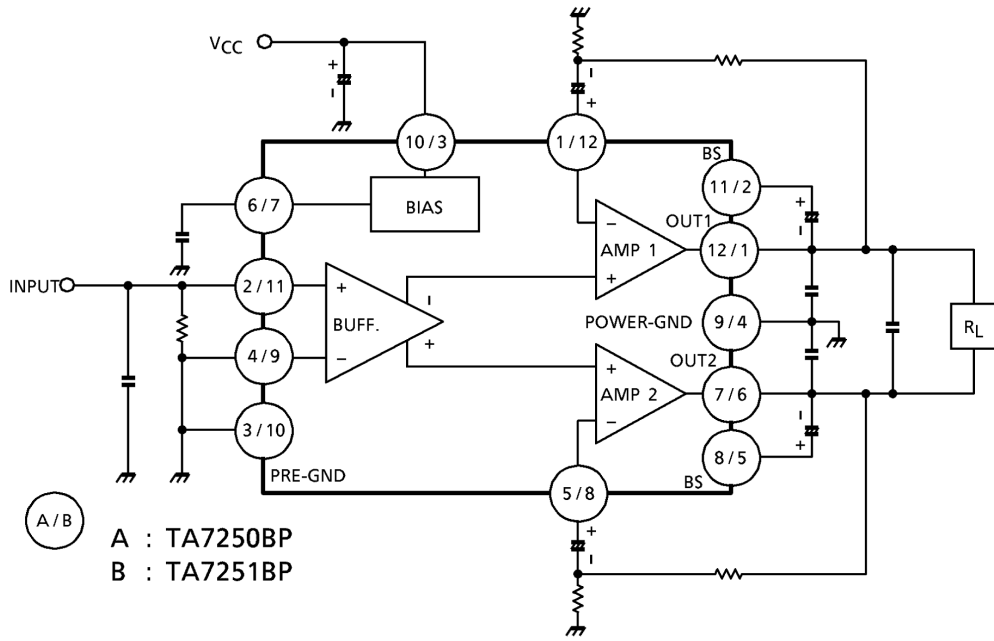 VCC
+
-
-
+
10 / 3
1 / 12
BS
11 / 2
+
-
6 / 7
BIAS
OUT1
-
AMP 1
+
12 / 1
INPUT
2 / 11
+
BUFF.
-
-
+
POWER-GND
9 / 4
RL
4 / 9
OUT2
+
AMP 2
-
7 / 6
-
+
3 / 10
8 / 5
BS
PRE-GND
5 / 8
+
-
A / B
A : TA7250BP
B : TA7251BP